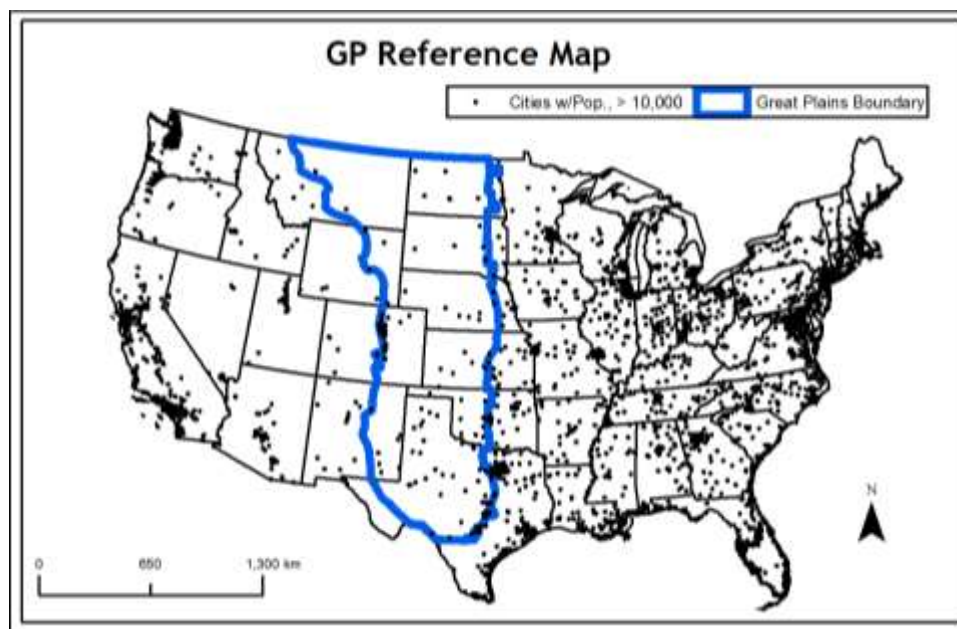 GP Reference Map
Cities w/Pop., > 10,000
Great Plains Boundary
N
0 650 1,300 km